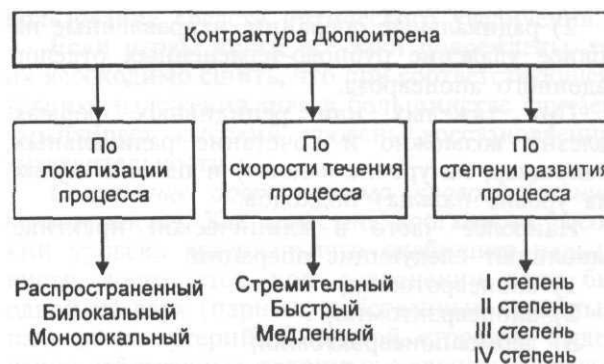 Контрактура Дюпюитрена
По
локализации
процесса
По
скорости течения
процесса
По
степени развития
процесса
Распространенный
Билокальный
Монолокальный
Стремительный
Быстрый
Медленный
I степень
II степень
III степень
IV степень